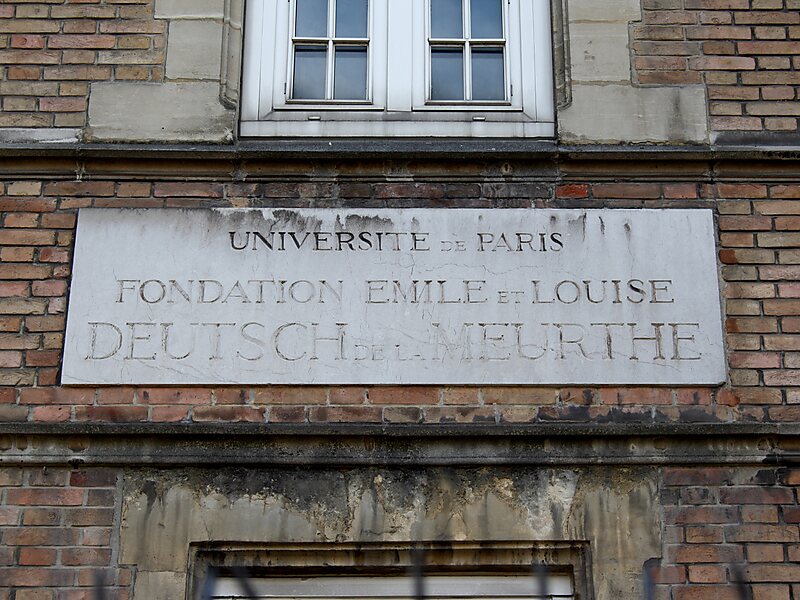 UNIVERSITE DE PARIS
FONDATION EMILE ET LOUISE
DEUTSCH DE LA MEURTHE